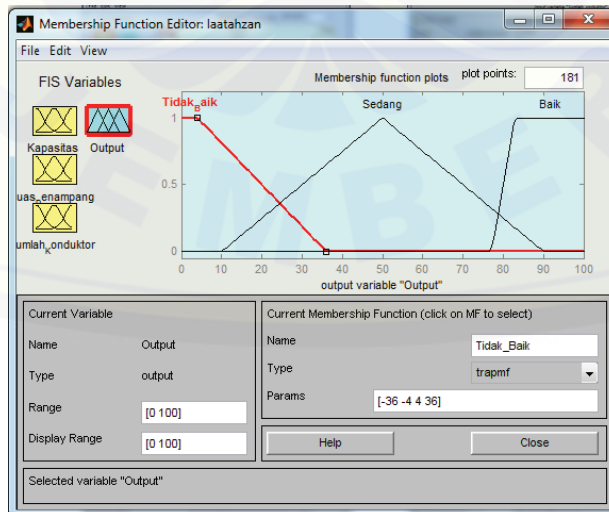 Membership Function Editor: laatahzan
File Edit View
FIS Variables
Kapasitas Output
uas_Penampang
umlah_Konduktor
Membership function plots plot points: 181
Tidak_Baik Sedang Baik
1
0.5
0
0 10 20 30 40 50 60 70 80 90 100
output variable "Output"
Current Variable
Name Output
Type output
Range [0 100]
Display Range [0 100]
Current Membership Function (click on MF to select)
Name Tidak_Baik
Type trapmf
Params [-36 -4 4 36]
Help Close
Selected variable "Output"